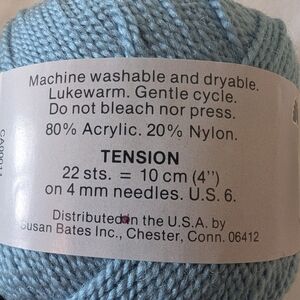 Machine washable and dryable.
Lukewarm. Gentle cycle.
Do not bleach nor press.
80% Acrylic. 20% Nylon.
TENSION
22 sts. = 10 cm (4")
on 4 mm needles. U.S. 6.
Distributed in the U.S.A. by
Susan Bates Inc., Chester, Conn. 06412